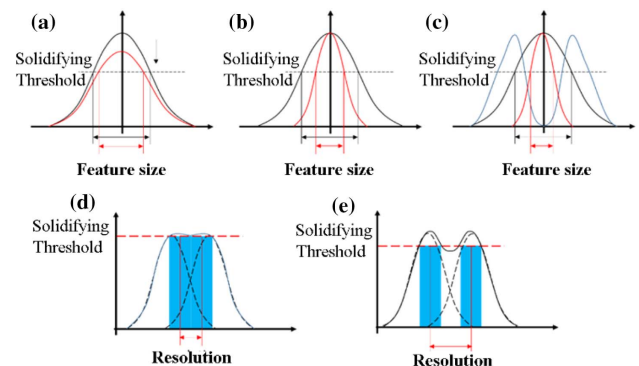 (a)
(b)
(c)
Solidifying
Threshold
Solidifying
Threshold
Solidifying
Threshold
Feature size
Feature size
Feature size
(d)
(e)
Solidifying
Threshold
Solidifying
Threshold
Resolution
Resolution